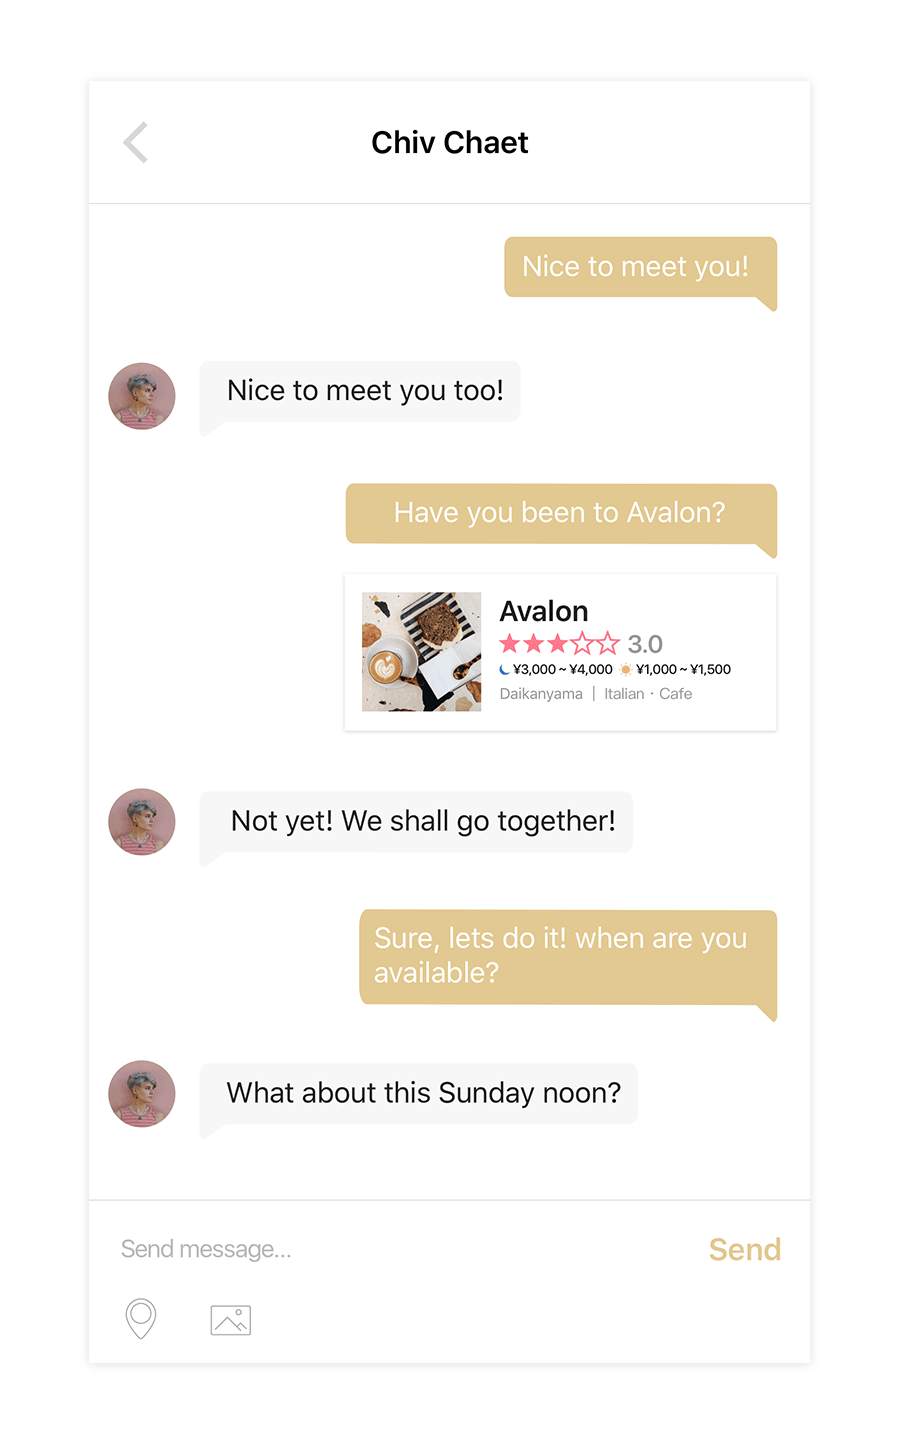 Chiv Chaet
Nice to meet you!
Nice to meet you too!
Have you been to Avalon?
Avalon
3.0
¥3,000 ~ ¥4,000 ¥1,000 ~ ¥1,500
Daikanyama | Italian · Cafe
Not yet! We shall go together!
Sure, lets do it! when are you
available?
What about this Sunday noon?
Send message... Send